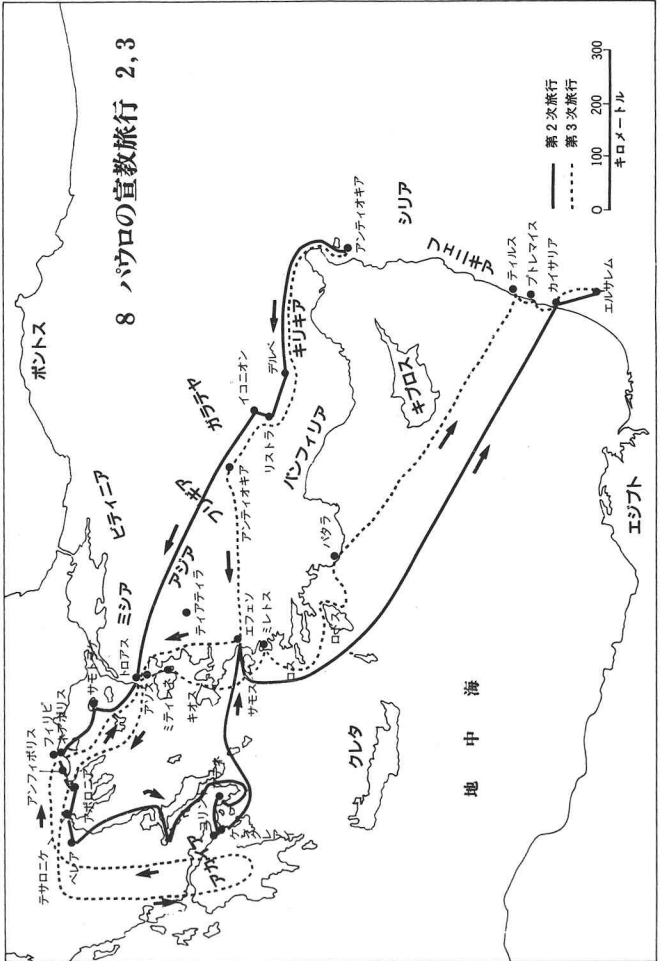 8 パウロの宣教旅行 2,3
ポントス
ビティニア
ガラテヤ
ミシア
アジア
フリギア
キリキア
パンフィリア
シリア
フェニキア
キプロス
クレタ
エジプト
地中海
アカイア
アンティオキア
デルベ
イコニオン
リストラ
アンティオキア
ティアティラ
トロアス
アソス
ミティレネ
キオス
サモス
エフェソ
ミレトス
コス
ロドス
パタラ
サモトラケ
フィリピ
ネアポリス
アンフィポリス
アポロニア
テサロニケ
ベレア
アテネ
コリント
ケンクレアイ
ティルス
プトレマイス
カイサリア
エルサレム
第2次旅行
第3次旅行
0 100 200 300
キロメートル